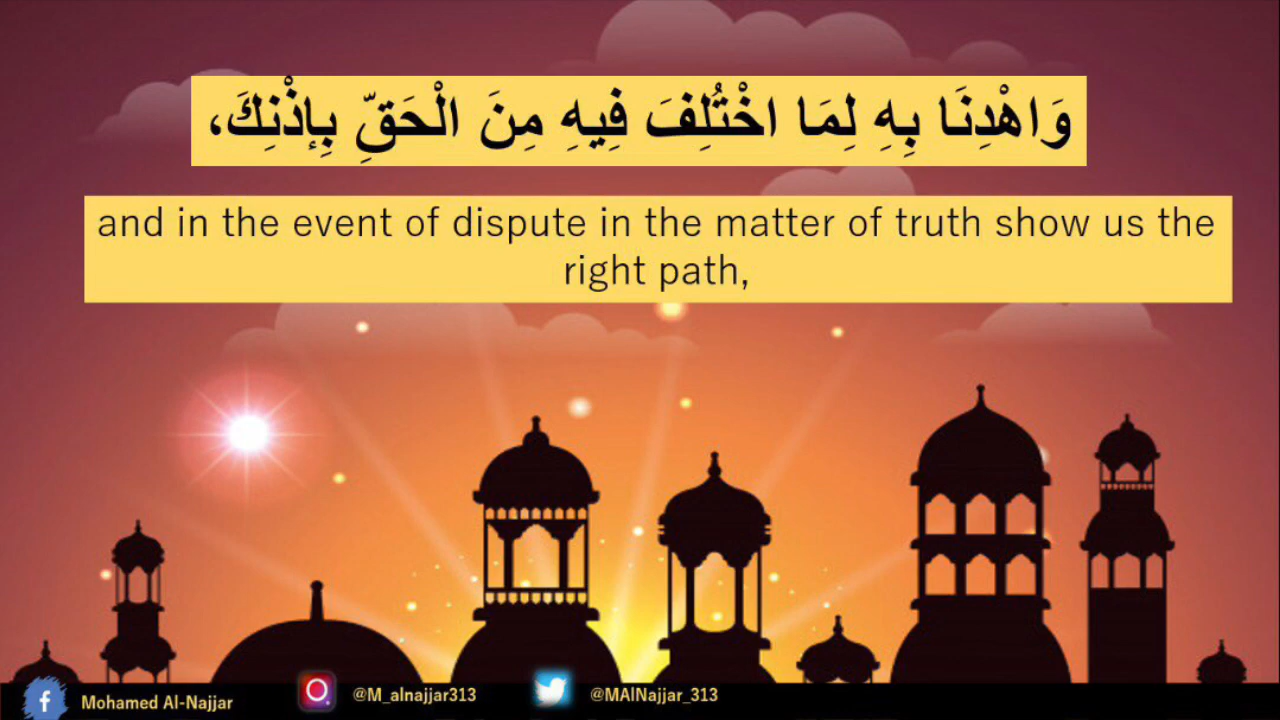 وَاهْدِنَا بِهِ لِمَا اخْتُلِفَ فِيهِ مِنَ الْحَقِّ بِإِذْنِكَ،
and in the event of dispute in the matter of truth show us the
right path,
Mohamed Al-Najjar
@M_alnajjar313
@MAlNajjar_313